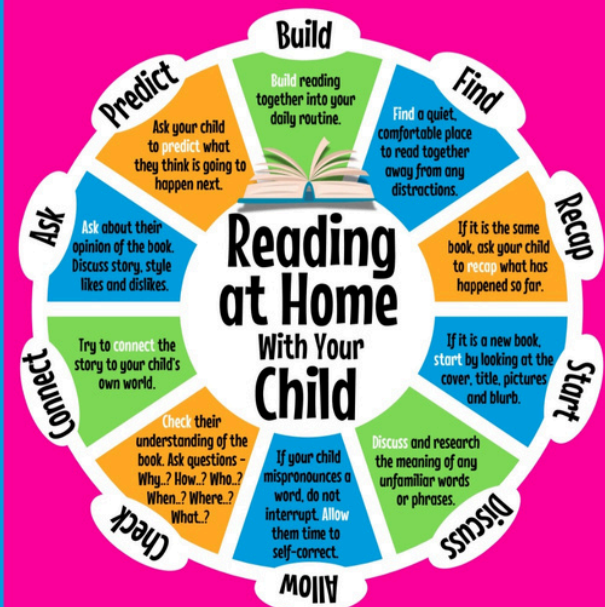 Reading
at Home
With Your
Child
Build
Build reading
together into your
daily routine.
Find
Find a quiet,
comfortable place
to read together
away from any
distractions.
Recap
If it is the same
book, ask your child
to recap what has
happened so far.
Start
If it is a new book,
start by looking at the
cover, title, pictures
and blurb.
Discuss
Discuss and research
the meaning of any
unfamiliar words
or phrases.
Allow
If your child
mispronounces a
word, do not
interrupt. Allow
them time to
self-correct.
Check
Check their
understanding of the
book. Ask questions -
Why..? How..? Who..?
When..? Where..?
What..?
Connect
Try to connect the
story to your child's
own world.
Ask
Ask about their
opinion of the book.
Discuss story, style
likes and dislikes.
Predict
Ask your child
to predict what
they think is going to
happen next.